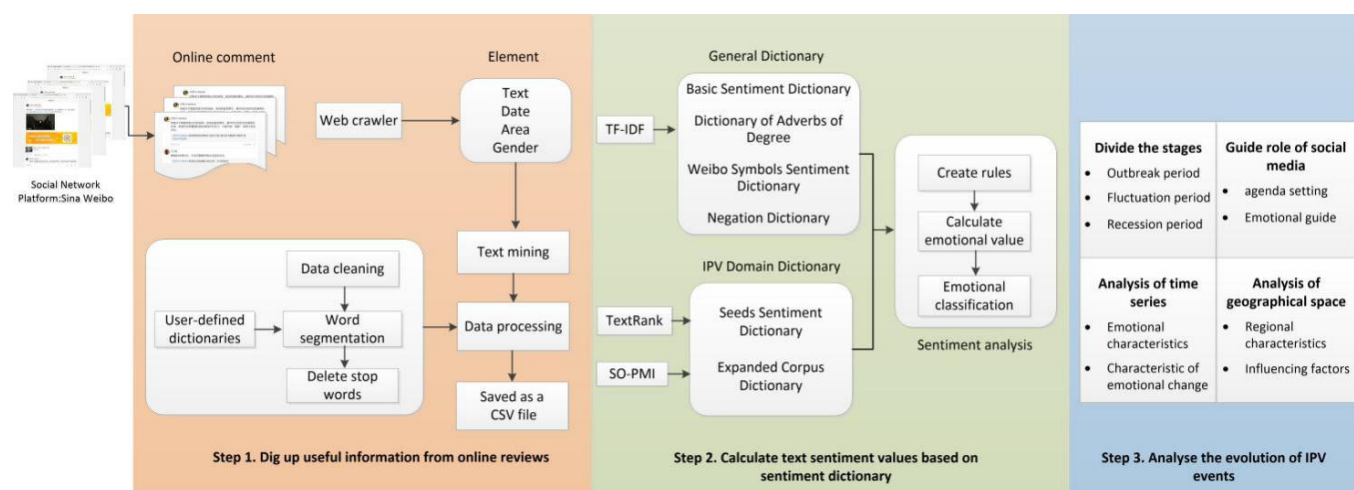 Social Network
Platform:Sina Weibo
Online comment
Web crawler
Element
Text
Date
Area
Gender
Text mining
Data cleaning
User-defined
dictionaries
Word
segmentation
Delete stop
words
Data processing
Saved as a
CSV file
Step 1. Dig up useful information from online reviews
General Dictionary
TF-IDF
Basic Sentiment Dictionary
Dictionary of Adverbs of
Degree
Weibo Symbols Sentiment
Dictionary
Negation Dictionary
IPV Domain Dictionary
TextRank
Seeds Sentiment
Dictionary
SO-PMI
Expanded Corpus
Dictionary
Create rules
Calculate
emotional value
Emotional
classification
Sentiment analysis
Step 2. Calculate text sentiment values based on
sentiment dictionary
Divide the stages
• Outbreak period
• Fluctuation period
• Recession period
Guide role of social
media
• agenda setting
• Emotional guide
Analysis of time
series
• Emotional
characteristics
• Characteristic of
emotional change
Analysis of
geographical space
• Regional
characteristics
• Influencing factors
Step 3. Analyse the evolution of IPV
events